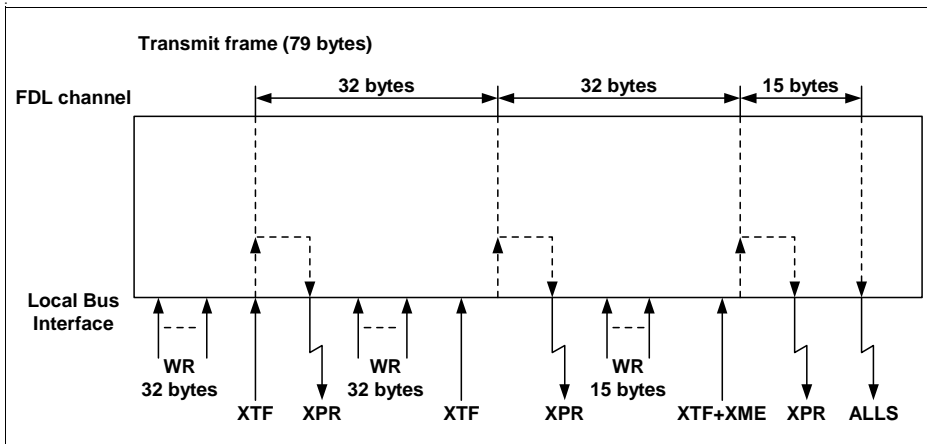 Transmit frame (79 bytes)
32 bytes 32 bytes 15 bytes
FDL channel
Local Bus
Interface
WR WR WR
32 bytes 32 bytes 15 bytes
XTF XPR XTF XPR XTF+XME XPR ALLS